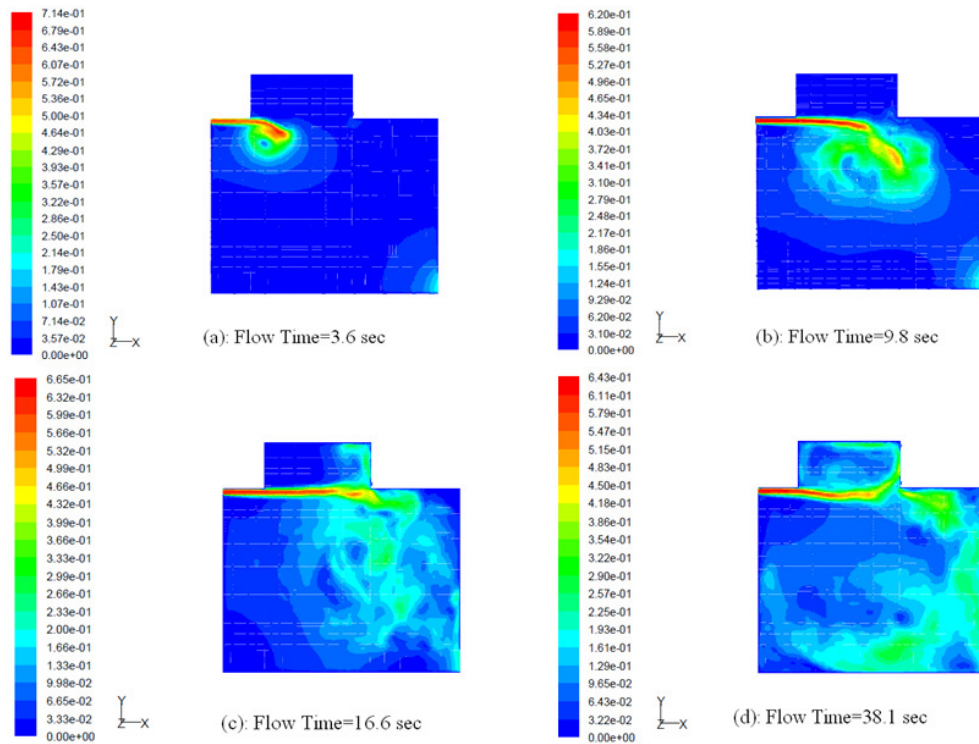 7.14e-01
6.79e-01
6.43e-01
6.07e-01
5.72e-01
5.36e-01
5.00e-01
4.64e-01
4.29e-01
3.93e-01
3.57e-01
3.22e-01
2.86e-01
2.50e-01
2.14e-01
1.79e-01
1.43e-01
1.07e-01
7.14e-02
3.57e-02
0.00e+00
Y
Z X
(a): Flow Time=3.6 sec
6.20e-01
5.89e-01
5.58e-01
5.27e-01
4.96e-01
4.65e-01
4.34e-01
4.03e-01
3.72e-01
3.41e-01
3.10e-01
2.79e-01
2.48e-01
2.17e-01
1.86e-01
1.55e-01
1.24e-01
9.29e-02
6.20e-02
3.10e-02
0.00e+00
Y
Z X
(b): Flow Time=9.8 sec
6.65e-01
6.32e-01
5.99e-01
5.66e-01
5.32e-01
4.99e-01
4.66e-01
4.32e-01
3.99e-01
3.66e-01
3.33e-01
2.99e-01
2.66e-01
2.33e-01
2.00e-01
1.66e-01
1.33e-01
9.98e-02
6.65e-02
3.33e-02
0.00e+00
Y
Z X
(c): Flow Time=16.6 sec
6.43e-01
6.11e-01
5.79e-01
5.47e-01
5.15e-01
4.83e-01
4.50e-01
4.18e-01
3.86e-01
3.54e-01
3.22e-01
2.90e-01
2.57e-01
2.25e-01
1.93e-01
1.61e-01
1.29e-01
9.65e-02
6.42e-02
3.22e-02
0.00e+00
Y
Z X
(d): Flow Time=38.1 sec